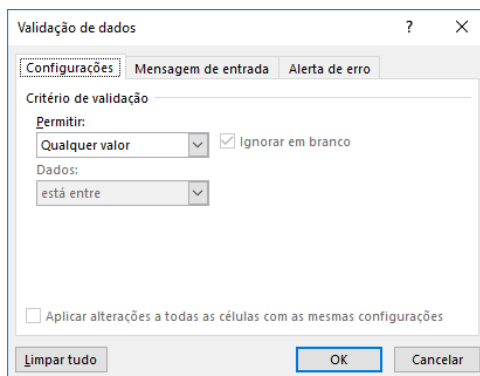 Validação de dados
Configurações Mensagem de entrada Alerta de erro
Critério de validação
Permitir:
Qualquer valor Ignorar em branco
Dados:
está entre
Aplicar alterações a todas as células com as mesmas configurações
Limpar tudo OK Cancelar